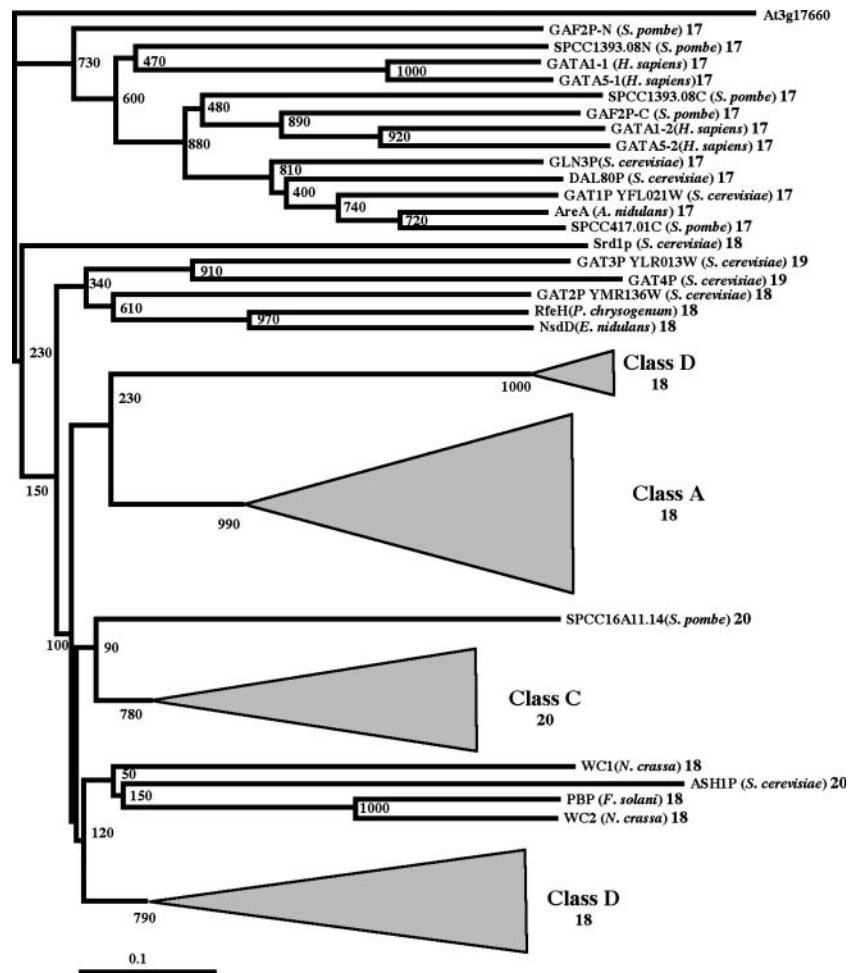 At3g17660
GAF2P-N (S. pombe) 17
730
SPCC1393.08N (S. pombe) 17
470
GATA1-1 (H. sapiens) 17
1000
GATA5-1(H. sapiens)17
600
SPCC1393.08C (S. pombe) 17
480
GAF2P-C (S. pombe) 17
890
GATA1-2(H. sapiens) 17
920
GATA5-2(H. sapiens) 17
880
GLN3P(S. cerevisiae) 17
810
DAL80P (S. cerevisiae) 17
400
GAT1P YFL021W (S. cerevisiae) 17
740
AreA (A. nidulans) 17
720
SPCC417.01C (S. pombe) 17
Srd1p (S. cerevisiae) 18
GAT3P YLR013W (S. cerevisiae) 19
910
GAT4P (S. cerevisiae) 19
340
GAT2P YMR136W (S. cerevisiae) 18
610
RfeH(P. chrysogenum) 18
970
NsdD(E. nidulans) 18
230
Class D
18
1000
230
150
Class A
18
990
SPCC16A11.14(S. pombe) 20
100
90
Class C
20
780
WC1(N. crassa) 18
50
ASH1P (S. cerevisiae) 20
150
PBP (F. solani) 18
1000
WC2 (N. crassa) 18
120
Class D
18
790
0.1